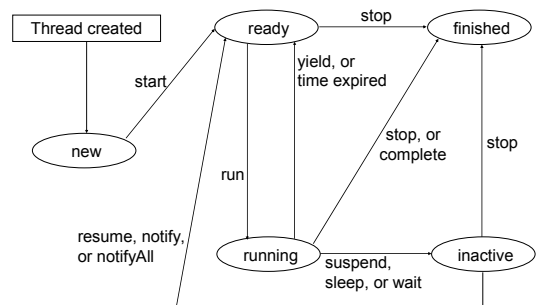 Thread created
ready
stop
finished
yield, or
time expired
start
new
stop, or
complete
stop
run
resume, notify,
or notifyAll
running
suspend,
sleep, or wait
inactive